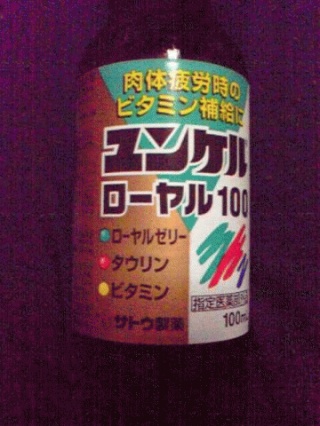 肉体疲労時の
ビタミン補給に
ユンケル
ローヤル100
ローヤルゼリー
タウリン
ビタミン
指定医薬部外品
サトウ製薬
100mL